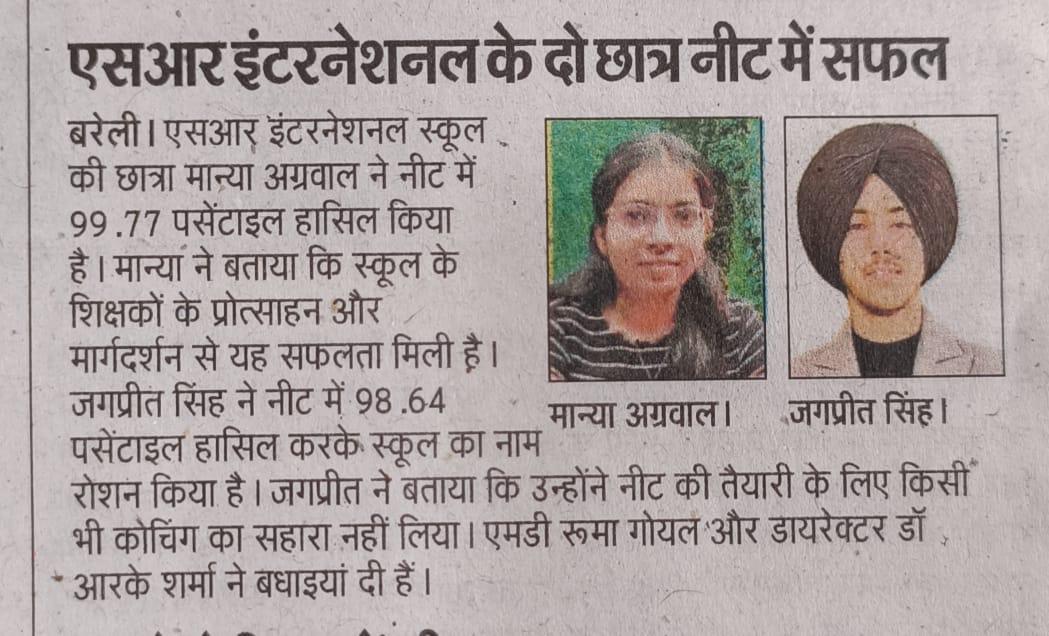 एसआर इंटरनेशनल के दो छात्र नीट में सफल
बरेली। एसआर इंटरनेशनल स्कूल
की छात्रा मान्या अग्रवाल ने नीट में
99.77 पर्सेंटाइल हासिल किया
है। मान्या ने बताया कि स्कूल के
शिक्षकों के प्रोत्साहन और
मार्गदर्शन से यह सफलता मिली है।
जगप्रीत सिंह ने नीट में 98.64
पर्सेंटाइल हासिल करके स्कूल का नाम
रोशन किया है। जगप्रीत ने बताया कि उन्होंने नीट की तैयारी के लिए किसी
भी कोचिंग का सहारा नहीं लिया। एमडी रूमा गोयल और डायरेक्टर डॉ
आरके शर्मा ने बधाइयां दी हैं।
मान्या अग्रवाल।
जगप्रीत सिंह।